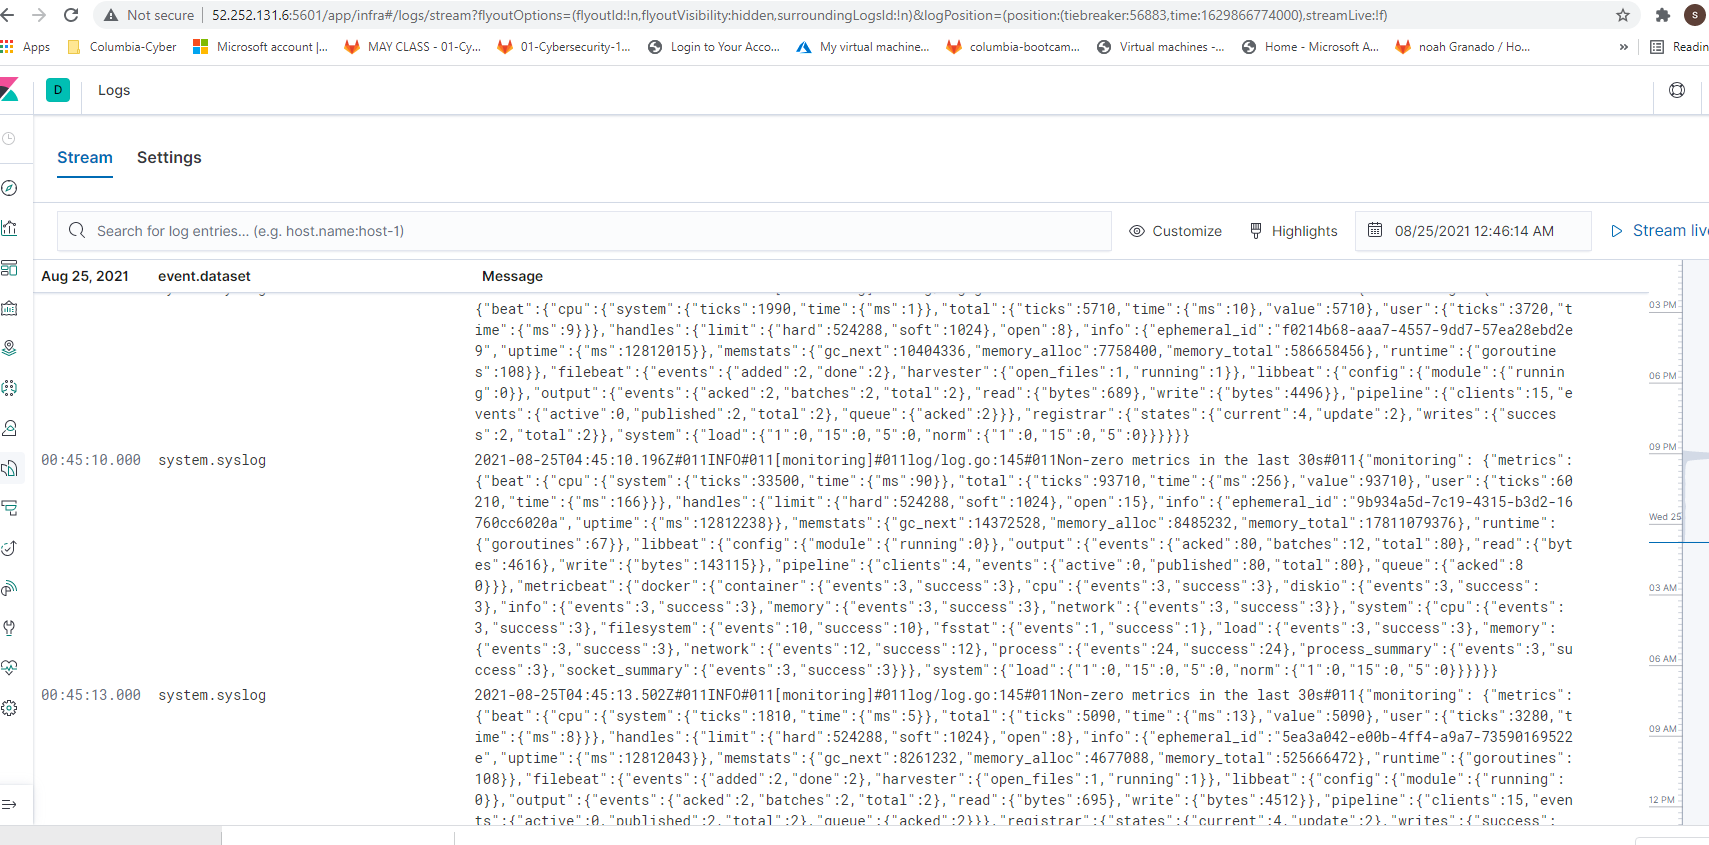 Not secure | 52.252.131.6:5601/app/infra#/logs/stream?flyoutOptions=(flyoutId:!n,flyoutVisibility:hidden,surroundingLogsId:!n)&logPosition=(position:(tiebreaker:56883,time:1629866774000),streamLive:!f)
S
Apps Columbia-Cyber Microsoft account |... MAY CLASS - 01-Cy... 01-Cybersecurity-1... Login to Your Acco... My virtual machine... columbia-bootcam... Virtual machines -... Home - Microsoft A... noah Granado / Ho... » Readin
D Logs
Stream Settings
Search for log entries... (e.g. host.name:host-1) Customize Highlights 08/25/2021 12:46:14 AM Stream liv
Aug 25, 2021 event.dataset Message
{"beat":{"cpu":{"system":{"ticks":1990,"time":{"ms":1}},"total":{"ticks":5710,"time":{"ms":10},"value":5710},"user":{"ticks":3720,"t
ime":{"ms":9}}},"handles":{"limit":{"hard":524288,"soft":1024},"open":8},"info":{"ephemeral_id":"f0214b68-aaa7-4557-9dd7-57ea28ebd2e
9","uptime":{"ms":12812015}},"memstats":{"gc_next":10404336,"memory_alloc":7758400,"memory_total":586658456},"runtime":{"goroutine
s":108}},"filebeat":{"events":{"added":2,"done":2},"harvester":{"open_files":1,"running":1}},"libbeat":{"config":{"module":{"runnin
g":0}},"output":{"events":{"acked":2,"batches":2,"total":2},"read":{"bytes":689},"write":{"bytes":4496}},"pipeline":{"clients":15,"e
vents":{"active":0,"published":2,"total":2},"queue":{"acked":2}}},"registrar":{"states":{"current":4,"update":2},"writes":{"succes
s":2,"total":2}},"system":{"load":{"1":0,"15":0,"5":0,"norm":{"1":0,"15":0,"5":0}}}}}}
00:45:10.000 system.syslog 2021-08-25T04:45:10.196Z#011INFO#011[monitoring]#011log/log.go:145#011Non-zero metrics in the last 30s#011{"monitoring": {"metrics":
{"beat":{"cpu":{"system":{"ticks":33500,"time":{"ms":90}},"total":{"ticks":93710,"time":{"ms":256},"value":93710},"user":{"ticks":60
210,"time":{"ms":166}}},"handles":{"limit":{"hard":524288,"soft":1024},"open":15},"info":{"ephemeral_id":"9b934a5d-7c19-4315-b3d2-16
760cc6020a","uptime":{"ms":12812238}},"memstats":{"gc_next":14372528,"memory_alloc":8485232,"memory_total":17811079376},"runtime":
{"goroutines":67}},"libbeat":{"config":{"module":{"running":0}},"output":{"events":{"acked":80,"batches":12,"total":80},"read":{"byt
es":4616},"write":{"bytes":143115}},"pipeline":{"clients":4,"events":{"active":0,"published":80,"total":80},"queue":{"acked":8
0}}},"metricbeat":{"docker":{"container":{"events":3,"success":3},"cpu":{"events":3,"success":3},"diskio":{"events":3,"success":
3},"info":{"events":3,"success":3},"memory":{"events":3,"success":3},"network":{"events":3,"success":3}},"system":{"cpu":{"events":
3,"success":3},"filesystem":{"events":10,"success":10},"fsstat":{"events":1,"success":1},"load":{"events":3,"success":3},"memory":
{"events":3,"success":3},"network":{"events":12,"success":12},"process":{"events":24,"success":24},"process_summary":{"events":3,"su
ccess":3},"socket_summary":{"events":3,"success":3}}},"system":{"load":{"1":0,"15":0,"5":0,"norm":{"1":0,"15":0,"5":0}}}}}}
00:45:13.000 system.syslog 2021-08-25T04:45:13.502Z#011INFO#011[monitoring]#011log/log.go:145#011Non-zero metrics in the last 30s#011{"monitoring": {"metrics":
{"beat":{"cpu":{"system":{"ticks":1810,"time":{"ms":5}},"total":{"ticks":5090,"time":{"ms":13},"value":5090},"user":{"ticks":3280,"t
ime":{"ms":8}}},"handles":{"limit":{"hard":524288,"soft":1024},"open":8},"info":{"ephemeral_id":"5ea3a042-e00b-4ff4-a9a7-73590169522
e","uptime":{"ms":12812043}},"memstats":{"gc_next":8261232,"memory_alloc":4677088,"memory_total":525666472},"runtime":{"goroutines":
108}},"filebeat":{"events":{"added":2,"done":2},"harvester":{"open_files":1,"running":1}},"libbeat":{"config":{"module":{"running":
0}},"output":{"events":{"acked":2,"batches":2,"total":2},"read":{"bytes":695},"write":{"bytes":4512}},"pipeline":{"clients":15,"even
ts":{"active":0,"published":2,"total":2},"queue":{"acked":2}}},"registrar":{"states":{"current":4,"update":2},"writes":{"success":
03 PM
06 PM
09 PM
Wed 25
03 AM
06 AM
09 AM
12 PM